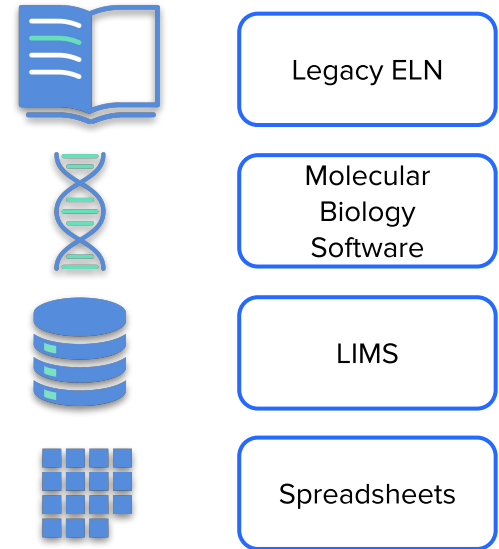 Legacy ELN
Molecular
Biology
Software
LIMS
Spreadsheets